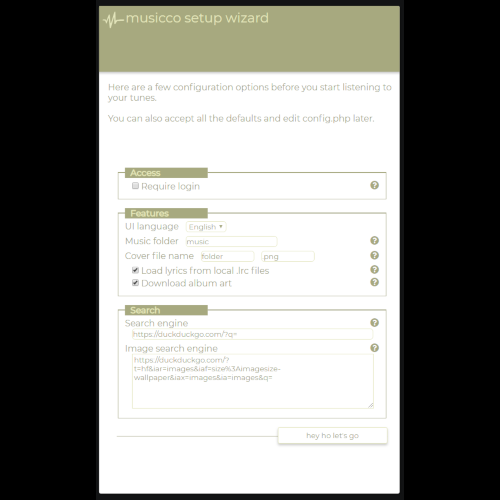 musicco setup wizard
Here are a few configuration options before you start listening to
your tunes.
You can also accept all the defaults and edit config.php later.
Access
Require login
?
Features
UI language English
Music folder music
?
Cover file name folder .png
?
Load lyrics from local .lrc files
?
Download album art
?
Search
Search engine
?
https://duckduckgo.com/?q=
Image search engine
?
https://duckduckgo.com/?
t=hf&iar=images&iaf=size%3Aimagesize-
wallpaper&iax=images&ia=images&q=
hey ho let's go